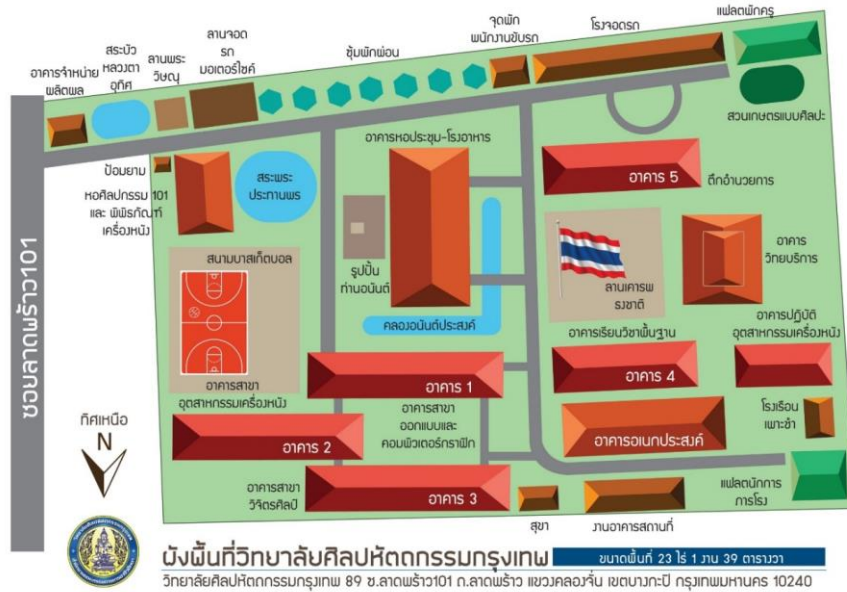 แฟลตพักครู
จุดพัก
พนักงานขับรถ
โรงจอดรถ
ลานจอด
รถ
มอเตอร์ไซค์
ซุ้มพักผ่อน
สระบัว
หลวงตา
อุทิศ
ลานพระ
วิษณุ
อาคารจำหน่าย
ผลิตผล
สวนเกษตรแบบศิลปะ
อาคารหอประชุม-โรงอาหาร
ป้อมยาม
หอศิลปกรรม 101
และ พิพิธภัณฑ์
เครื่องหนัง
สระพระ
ประทานพร
อาคาร 5
ตึกอำนวยการ
สนามบาสเก็ตบอล
รูปปั้น
ท่านอนันต์
ลานเคารพ
ธงชาติ
อาคาร
วิทยบริการ
คลองอนันต์ประสงค์
อาคารเรียนวิชาพื้นฐาน
อาคารปฏิบัติ
อุตสาหกรรมเครื่องหนัง
อาคาร 1
อาคาร 4
อาคารสาขา
อุตสาหกรรมเครื่องหนัง
อาคารสาขา
ออกแบบและ
คอมพิวเตอร์กราฟิก
โรงเรือน
เพาะชำ
อาคาร 2
อาคารอเนกประสงค์
อาคารสาขา
วิจิตรศิลป์
อาคาร 3
แฟลตนักการ
ภารโรง
สุขา
งานอาคารสถานที่
ซอยลาดพร้าว101
ทิศเหนือ
N
ผังพื้นที่วิทยาลัยศิลปหัตถกรรมกรุงเทพ ขนาดพื้นที่ 23 ไร่ 1 งาน 39 ตารางวา
วิทยาลัยศิลปหัตถกรรมกรุงเทพ 89 ซ.ลาดพร้าว101 ถ.ลาดพร้าว แขวงคลองจั่น เขตบางกะปิ กรุงเทพมหานคร 10240